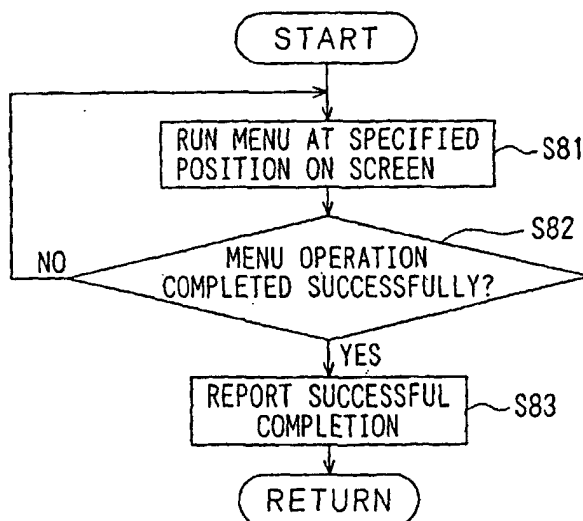 START
RUN MENU AT SPECIFIED
POSITION ON SCREEN
S81
S82
MENU OPERATION
COMPLETED SUCCESSFULLY?
NO
YES
REPORT SUCCESSFUL
COMPLETION
S83
RETURN